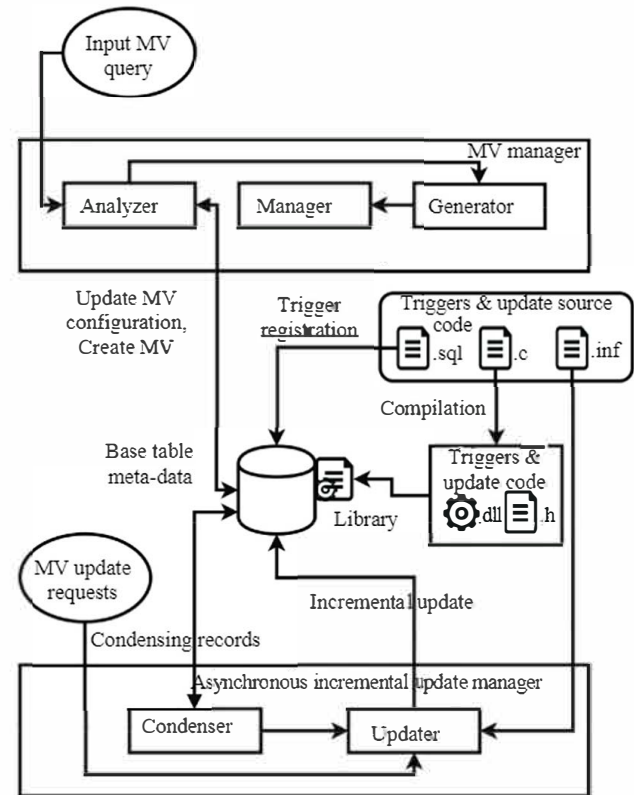 Input MV
query
MV manager
Analyzer
Manager
Generator
Update MV
configuration,
Create MV
Trigger
registration
Triggers & update source
code
.sql
.c
.inf
Compilation
Base table
meta-data
Triggers &
update code
.dll
.h
Library
MV update
requests
Incremental update
Condensing records
Asynchronous incremental update manager
Condenser
Updater